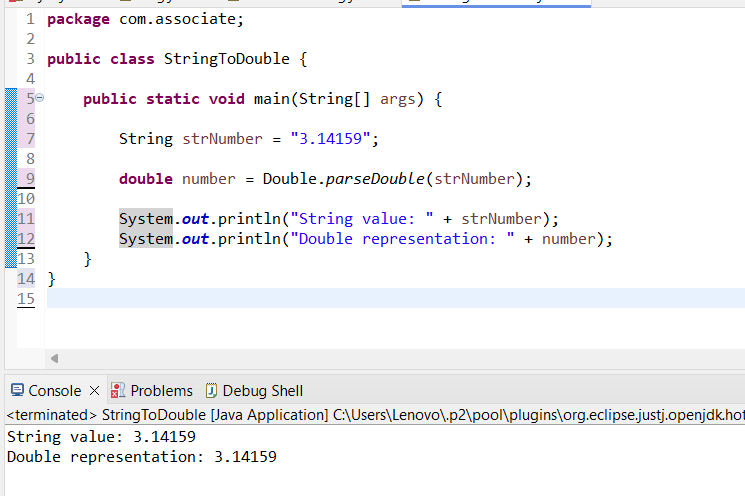 1 package com.associate;
2
3 public class StringToDouble {
4
5     public static void main(String[] args) {
6
7         String strNumber = "3.14159";
8
9         double number = Double.parseDouble(strNumber);
10
11         System.out.println("String value: " + strNumber);
12         System.out.println("Double representation: " + number);
13     }
14 }
15
Console Problems Debug Shell
<terminated> StringToDouble [Java Application] C:\Users\Lenovo\.p2\pool\plugins\org.eclipse.justj.openjdk.hot
String value: 3.14159
Double representation: 3.14159